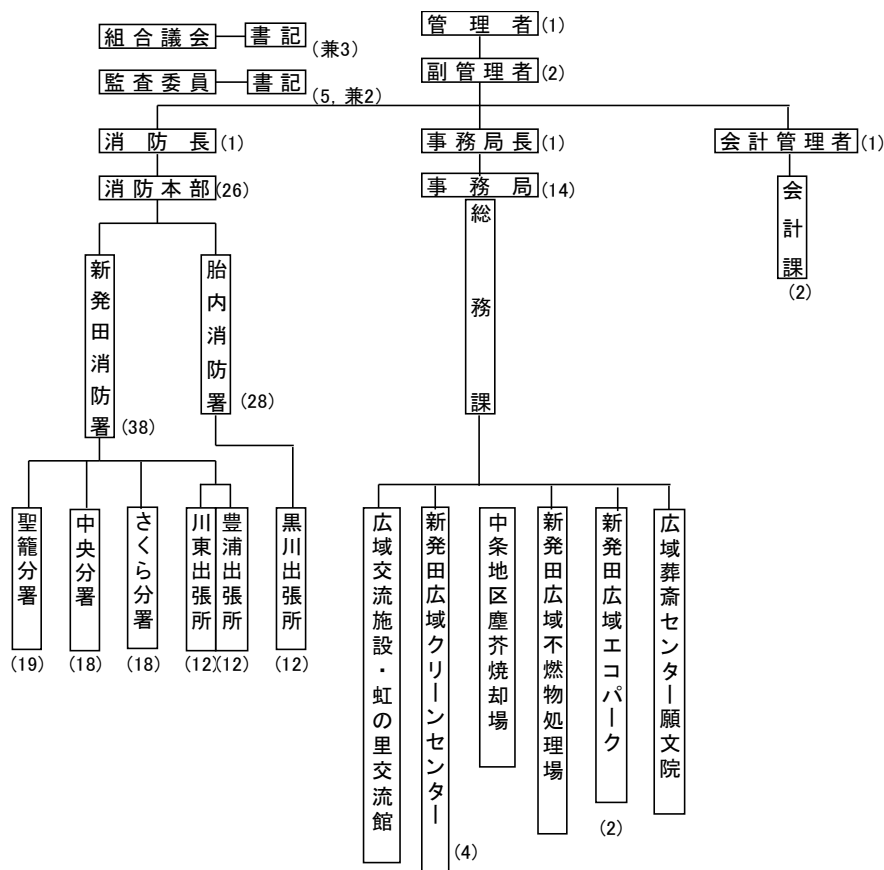 組合議会 書記 (兼3)
管理者 (1)
監査委員 書記 (5, 兼2)
副管理者 (2)
消防長 (1)
事務局長 (1)
会計管理者 (1)
消防本部 (26)
事務局 (14)
会計課 (2)
総務課
新発田消防署 (38)
胎内消防署 (28)
聖籠分署 (19)
中央分署 (18)
さくら分署 (18)
川東出張所 (12)
豊浦出張所 (12)
黒川出張所 (12)
広域交流施設・虹の里交流館
新発田広域クリーンセンター (4)
中条地区塵芥焼却場
新発田広域不燃物処理場
新発田広域エコパーク (2)
広域葬斎センター願文院